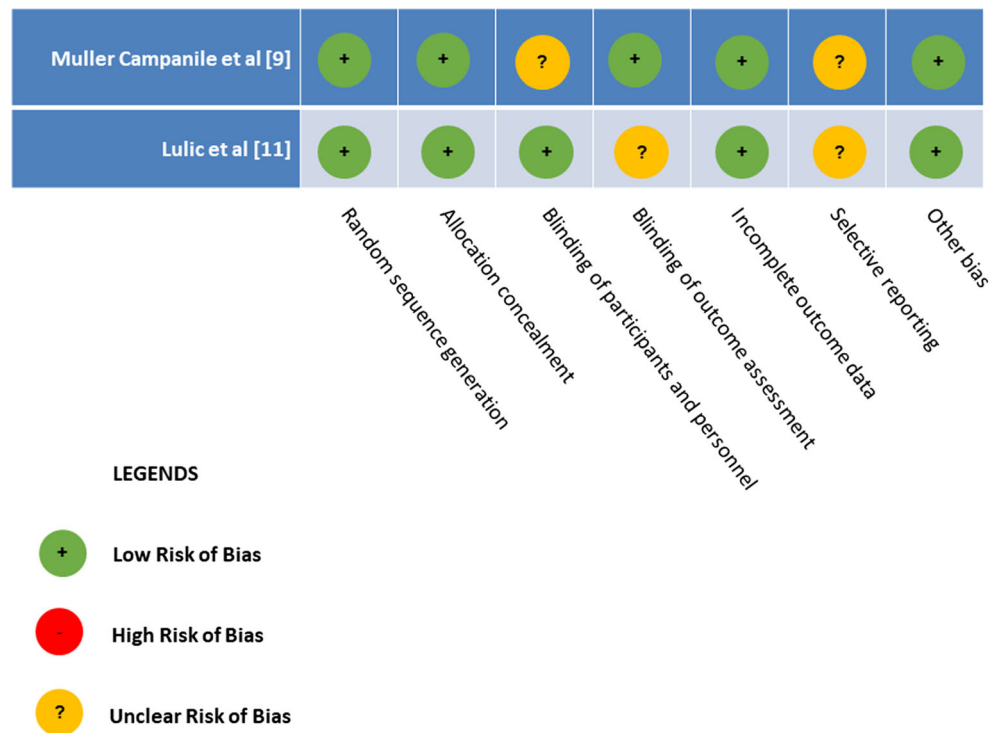 Muller Campanile et al [9] + + ? + + ? +
Lulic et al [11] + + + ? + ? +
Random sequence generation
Allocation concealment
Blinding of participants and personnel
Blinding of outcome assessment
Incomplete outcome data
Selective reporting
Other bias
LEGENDS
+ Low Risk of Bias
- High Risk of Bias
? Unclear Risk of Bias